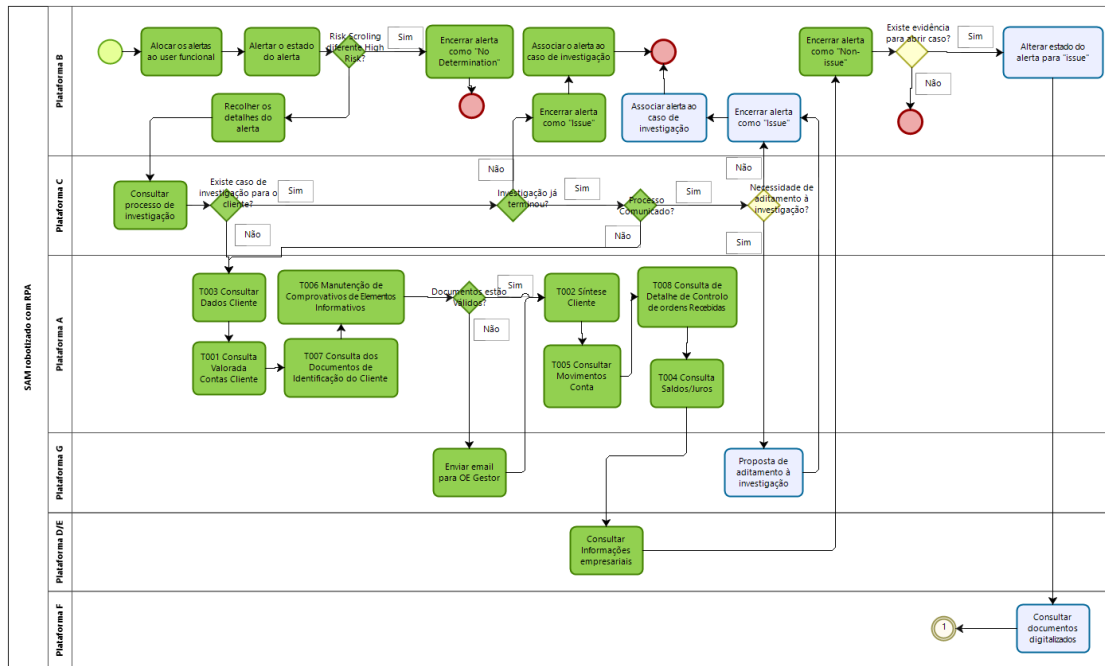 SAM robotizado com RPA
Plataforma B
Alocar os alertas
ao user funcional
Alertar o estado
do alerta
Risk Scroling
diferente High
Risk?
Sim
Encerrar alerta
como "No
Determination"
Associar o alerta ao
caso de investigação
Encerrar alerta
como "Non-
issue"
Existe evidência
para abrir caso?
Sim
Alterar estado do
alerta para "issue"
Não
Recolher os
detalhes do
alerta
Encerrar alerta
como "Issue"
Associar alerta ao
caso de
investigação
Encerrar alerta
como "Issue"
Plataforma C
Consultar
processo de
investigação
Existe caso de
investigação para o
cliente?
Sim
Não
Não
Investigação já
terminou?
Sim
Processo
Comunicado?
Sim
Não
Não
Necessidade de
aditamento à
investigação?
Sim
Plataforma A
T003 Consultar
Dados Cliente
T006 Manutenção de
Comprovativos de Elementos
Informativos
Documentos estão
Válidos?
Sim
Não
T002 Síntese
Cliente
T008 Consulta de
Detalhe de Controlo
de ordens Recebidas
T001 Consulta
Valorada
Contas Cliente
T007 Consulta dos
Documentos de
Identificação do Cliente
T005 Consultar
Movimentos
Conta
T004 Consulta
Saldos/Juros
Plataforma G
Enviar email
para OE Gestor
Proposta de
aditamento à
investigação
Plataforma D/E
Consultar
Informações
empresariais
Plataforma F
1
Consultar
documentos
digitalizados